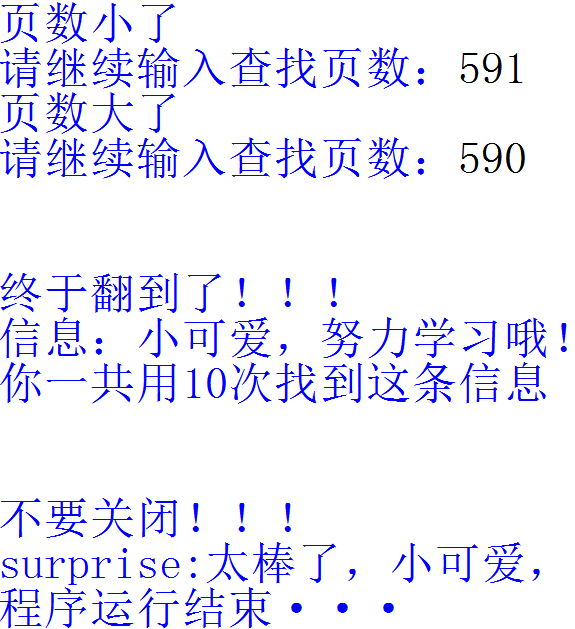 页数小了
请继续输入查找页数：591
页数大了
请继续输入查找页数：590
终于翻到了！！！
信息：小可爱，努力学习哦！
你一共用10次找到这条信息
不要关闭！！！
surprise:太棒了，小可爱，
程序运行结束···